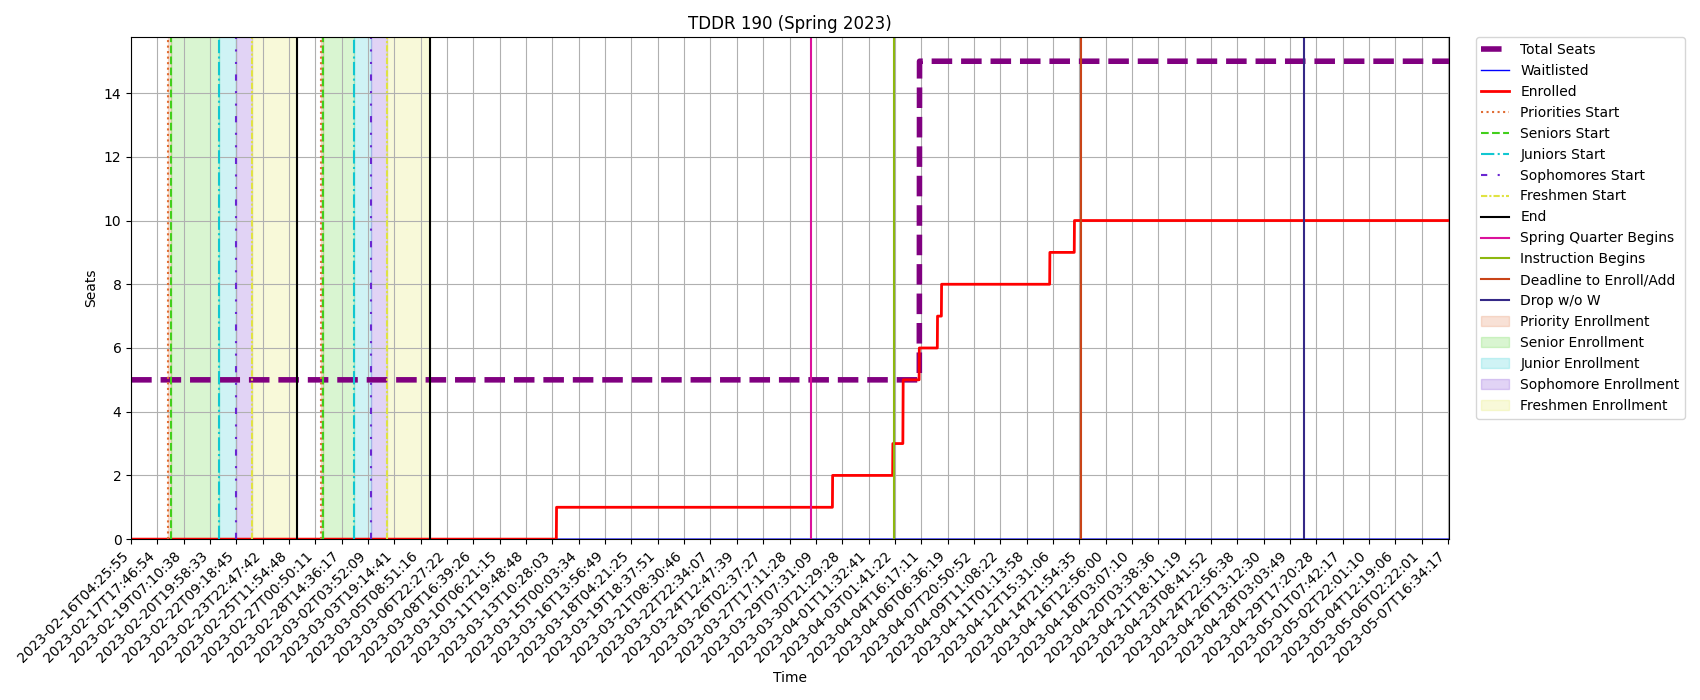 TDDR 190 (Spring 2023)
Seats
14
12
10
8
6
4
2
0
2023-02-16T04:25:55
2023-02-17T17:46:54
2023-02-19T07:10:38
2023-02-20T19:58:33
2023-02-22T09:18:45
2023-02-23T22:47:42
2023-02-25T11:54:48
2023-02-27T00:50:11
2023-02-28T14:36:17
2023-03-02T03:52:09
2023-03-03T19:14:41
2023-03-05T08:51:16
2023-03-06T22:27:22
2023-03-08T16:39:26
2023-03-10T06:21:15
2023-03-11T19:48:48
2023-03-13T10:28:03
2023-03-15T00:03:34
2023-03-16T13:56:49
2023-03-18T04:21:25
2023-03-19T18:37:51
2023-03-21T08:30:46
2023-03-22T22:34:07
2023-03-24T12:47:39
2023-03-26T02:37:27
2023-03-27T17:11:28
2023-03-29T07:31:09
2023-03-30T21:29:28
2023-04-01T11:32:41
2023-04-03T01:41:22
2023-04-04T16:17:11
2023-04-06T06:36:19
2023-04-07T20:50:52
2023-04-09T11:08:22
2023-04-11T01:13:58
2023-04-12T15:31:06
2023-04-14T21:54:35
2023-04-16T12:56:00
2023-04-18T03:07:10
2023-04-20T03:38:36
2023-04-21T18:11:19
2023-04-23T08:41:52
2023-04-24T22:56:38
2023-04-26T13:12:30
2023-04-28T03:03:49
2023-04-29T17:20:28
2023-05-01T07:42:17
2023-05-02T22:01:10
2023-05-04T12:19:06
2023-05-06T02:22:01
2023-05-07T16:34:17
Time
Total Seats
Waitlisted
Enrolled
Priorities Start
Seniors Start
Juniors Start
Sophomores Start
Freshmen Start
End
Spring Quarter Begins
Instruction Begins
Deadline to Enroll/Add
Drop w/o W
Priority Enrollment
Senior Enrollment
Junior Enrollment
Sophomore Enrollment
Freshmen Enrollment